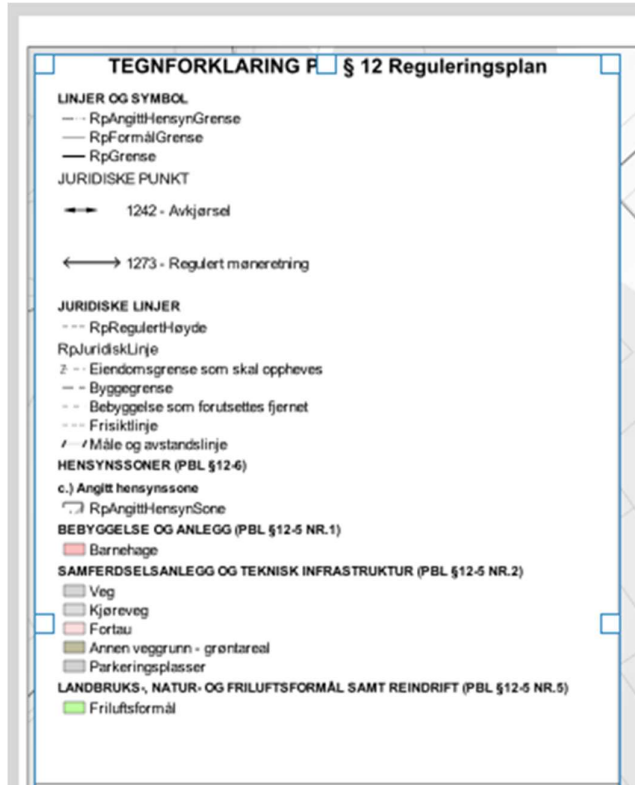 TEGNFORKLARING § 12 Reguleringsplan
LINJER OG SYMBOL
RpAngittHensynGrense
RpFormålGrense
RpGrense
JURIDISKE PUNKT
1242 - Avkjørsel
1273 - Regulert møneretning
JURIDISKE LINJER
RpRegulertHøyde
RpJuridiskLinje
Eiendomsgrense som skal oppheves
Byggegrense
Bebyggelse som forutsettes fjernet
Frisiktlinje
Måle og avstandslinje
HENSYNSSONER (PBL §12-6)
c.) Angitt hensynssone
RpAngittHensynSone
BEBYGGELSE OG ANLEGG (PBL §12-5 NR.1)
Barnehage
SAMFERDSELSANLEGG OG TEKNISK INFRASTRUKTUR (PBL §12-5 NR.2)
Veg
Kjøreveg
Fortau
Annen veggrunn - grøntareal
Parkeringsplasser
LANDBRUKS-, NATUR- OG FRILUFTSFORMÅL SAMT REINDRIFT (PBL §12-5 NR.5)
Friluftsformål